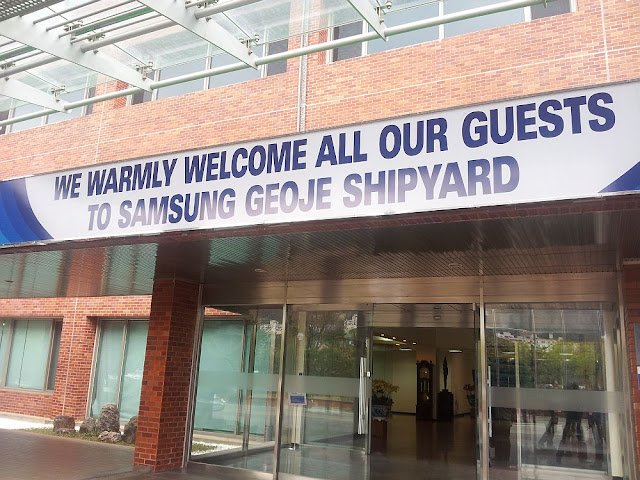 WE WARMLY WELCOME ALL OUR GUESTS
TO SAMSUNG GEOJE SHIPYARD